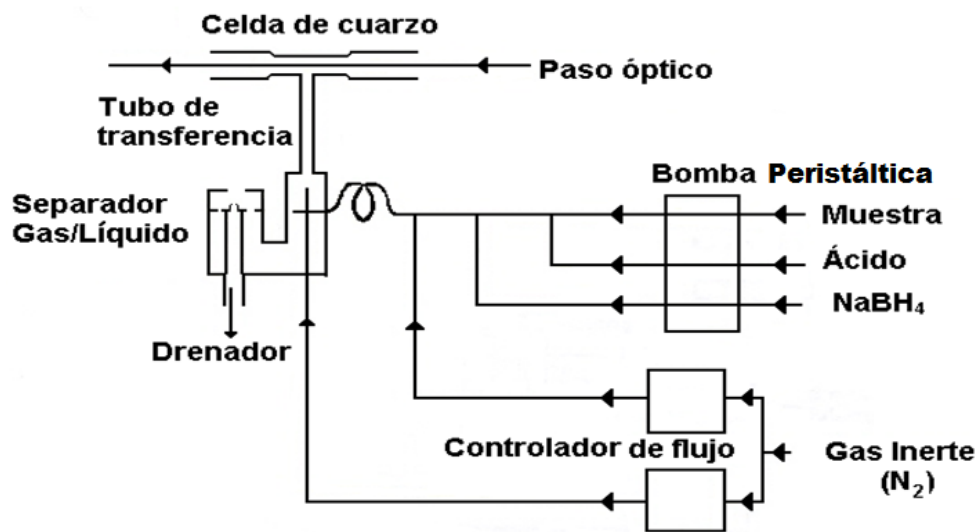 Celda de cuarzo
Paso óptico
Tubo de
transferencia
Bomba Peristáltica
Separador
Gas/Líquido
Muestra
Ácido
NaBH₄
Drenador
Controlador de flujo
Gas Inerte
(N₂)